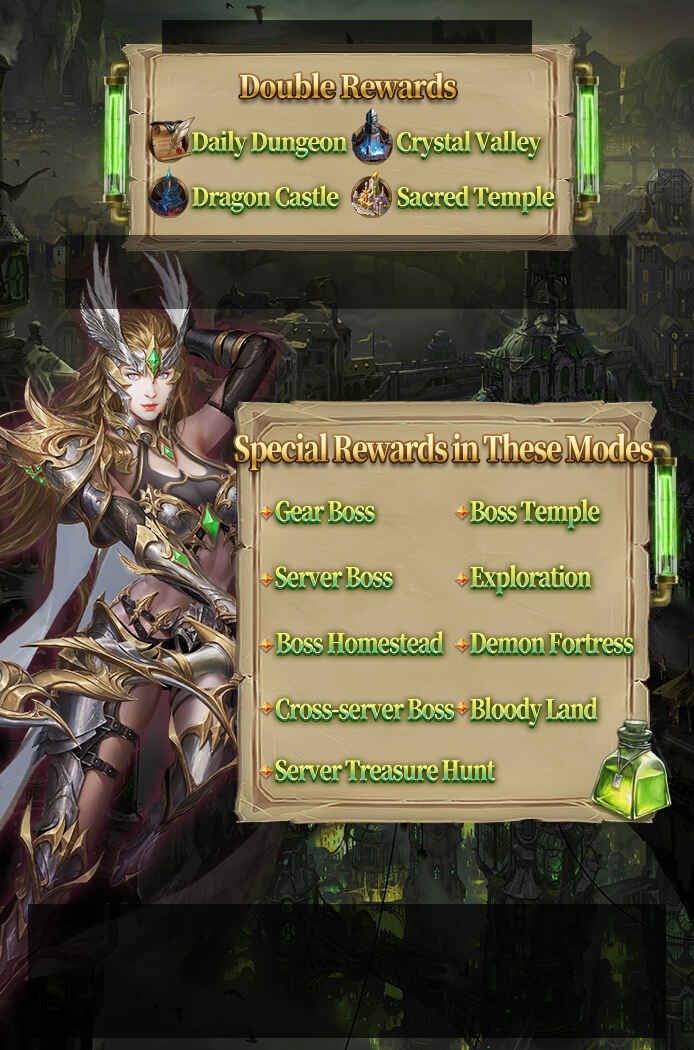 Double Rewards
Daily Dungeon Crystal Valley
Dragon Castle Sacred Temple
Special Rewards in These Modes
Gear Boss Boss Temple
Server Boss Exploration
Boss Homestead Demon Fortress
Cross-server Boss Bloody Land
Server Treasure Hunt